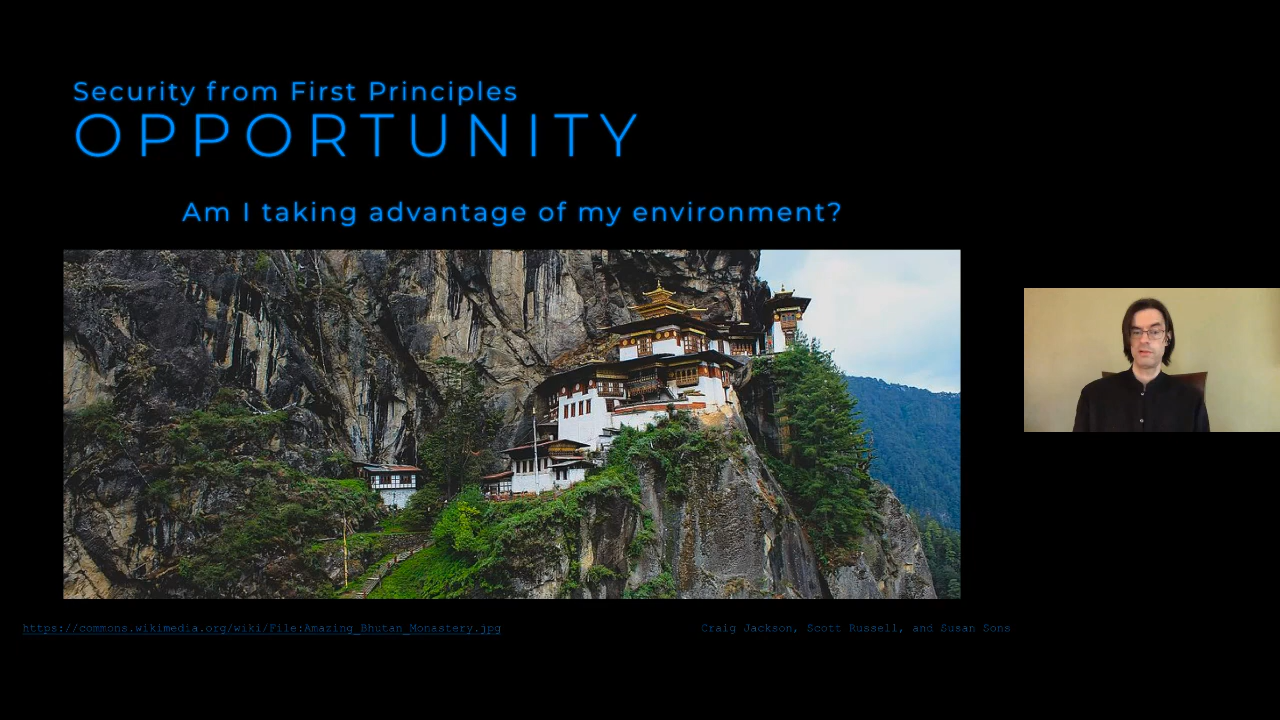 Security from First Principles
OPPORTUNITY
Am I taking advantage of my environment?
https://commons.wikimedia.org/wiki/File:Amazing_Bhutan_Monastery.jpg
Craig Jackson, Scott Russell, and Susan Sons